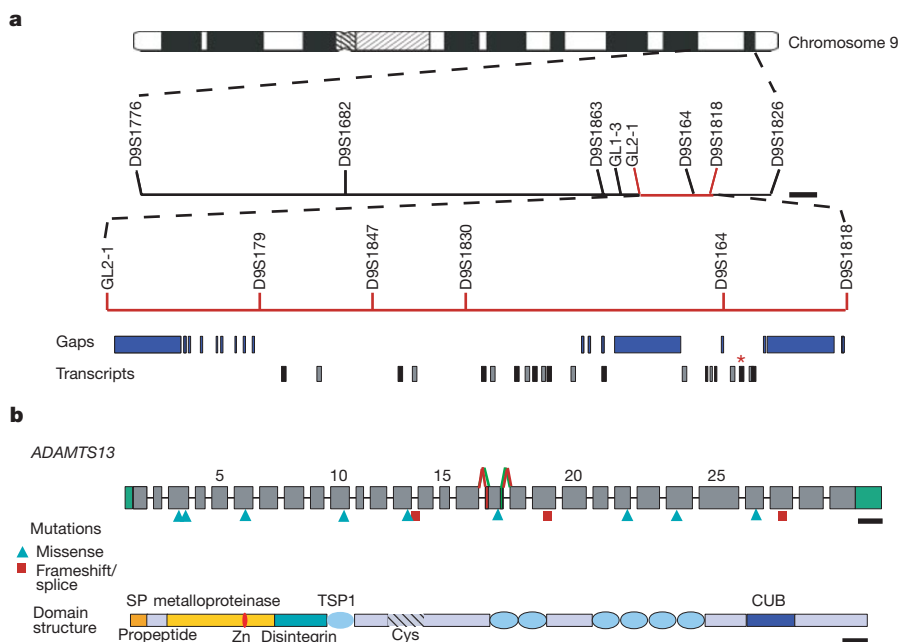 a
Chromosome 9
D9S1776
D9S1682
D9S1863
GL1-3
GL2-1
D9S164
D9S1818
D9S1826
GL2-1
D9S179
D9S1847
D9S1830
D9S164
D9S1818
Gaps
*
Transcripts
b
ADAMTS13
5 10 15 20 25
Mutations
Missense
Frameshift/
splice
SP metalloproteinase TSP1 CUB
Domain
structure
Propeptide Zn Disintegrin Cys